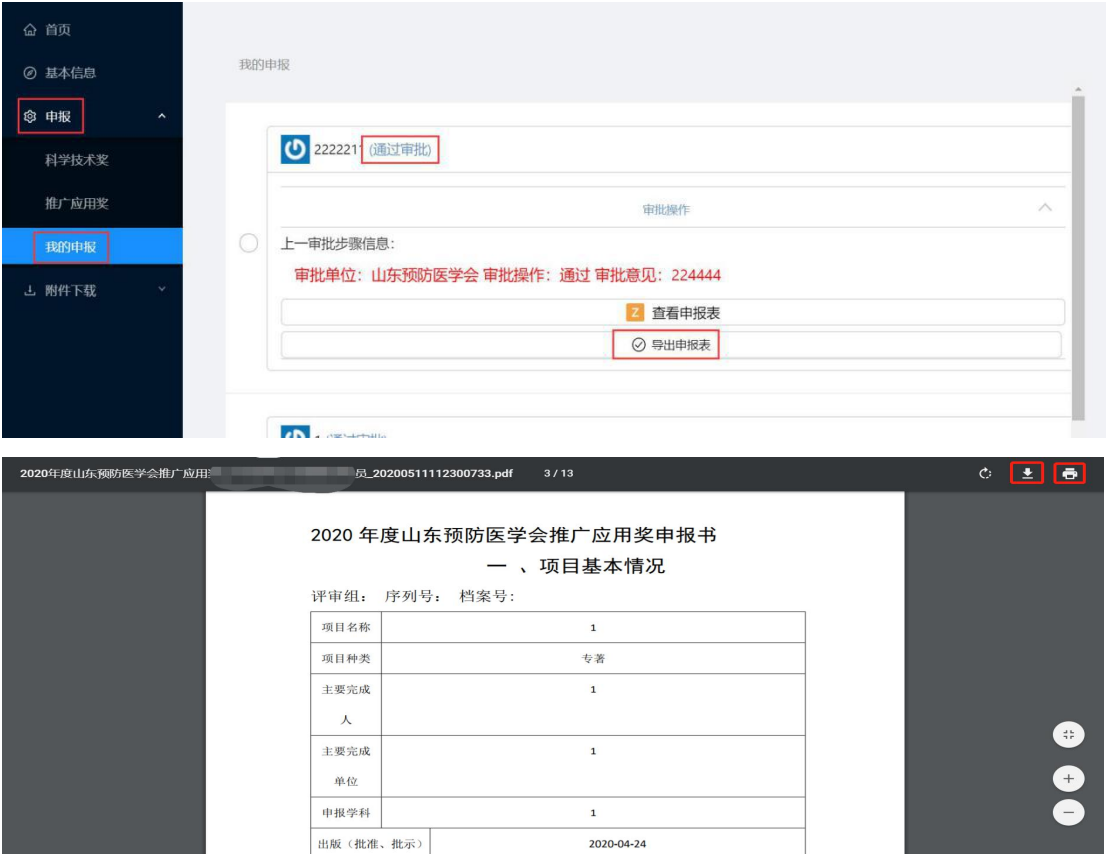 首页
基本信息
申报
科学技术奖
推广应用奖
我的申报
附件下载
我的申报
222221 (通过审批)
审批操作
上一审批步骤信息:
审批单位：山东预防医学会 审批操作：通过 审批意见：224444
Z 查看申报表
导出申报表
1 (通过审批)
2020年度山东预防医学会推广应用 员_20200511112300733.pdf 3 / 13
2020 年度山东预防医学会推广应用奖申报书
一 、项目基本情况
评审组： 序列号： 档案号:
项目名称 1
项目种类 专著
主要完成 1
人
主要完成 1
单位
申报学科 1
出版（批准、批示） 2020-04-24